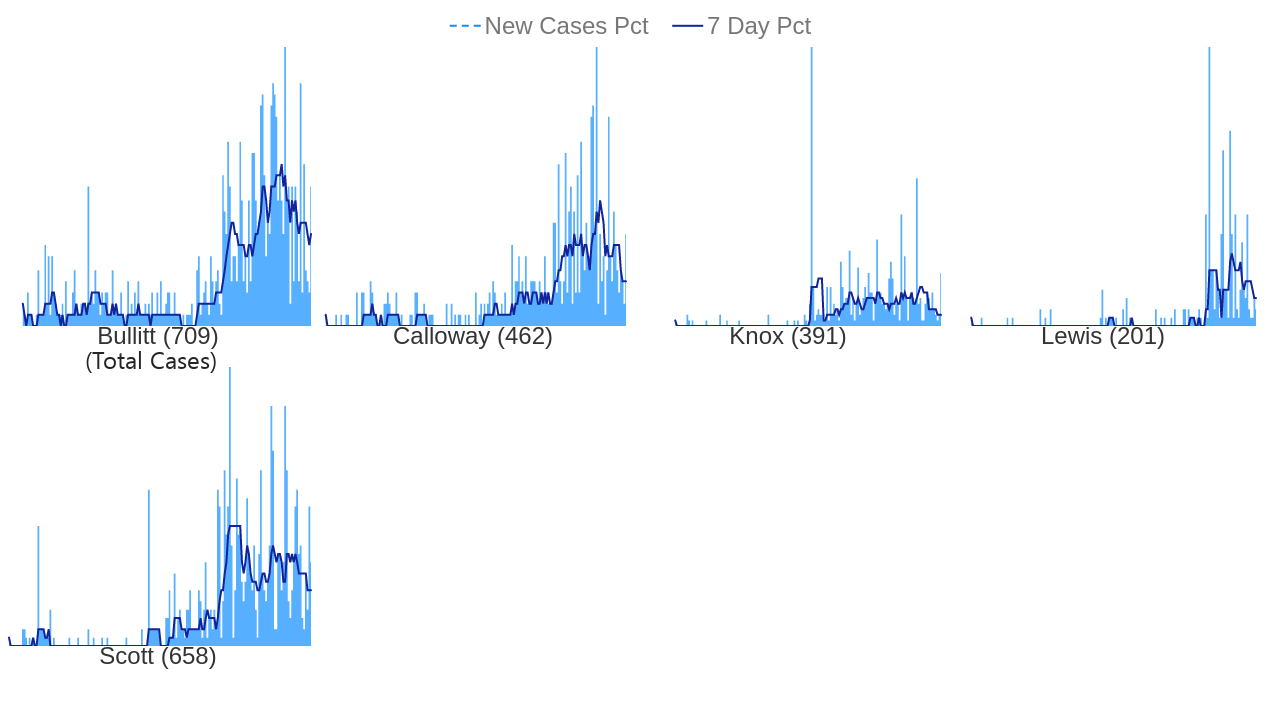 New Cases Pct 7 Day Pct
Bullitt (709) Calloway (462) Knox (391) Lewis (201)
(Total Cases)
Scott (658)